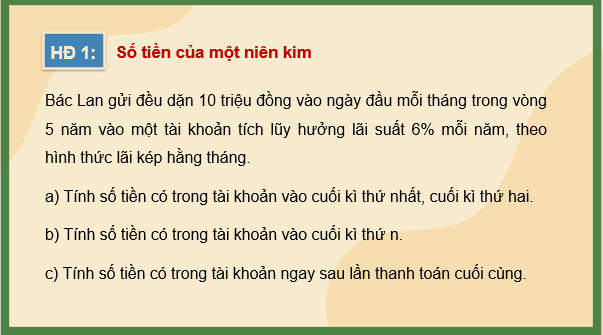 HĐ 1: Số tiền của một niên kim
Bác Lan gửi đều dặn 10 triệu đồng vào ngày đầu mỗi tháng trong vòng
5 năm vào một tài khoản tích lũy hưởng lãi suất 6% mỗi năm, theo
hình thức lãi kép hằng tháng.
a) Tính số tiền có trong tài khoản vào cuối kì thứ nhất, cuối kì thứ hai.
b) Tính số tiền có trong tài khoản vào cuối kì thứ n.
c) Tính số tiền có trong tài khoản ngay sau lần thanh toán cuối cùng.